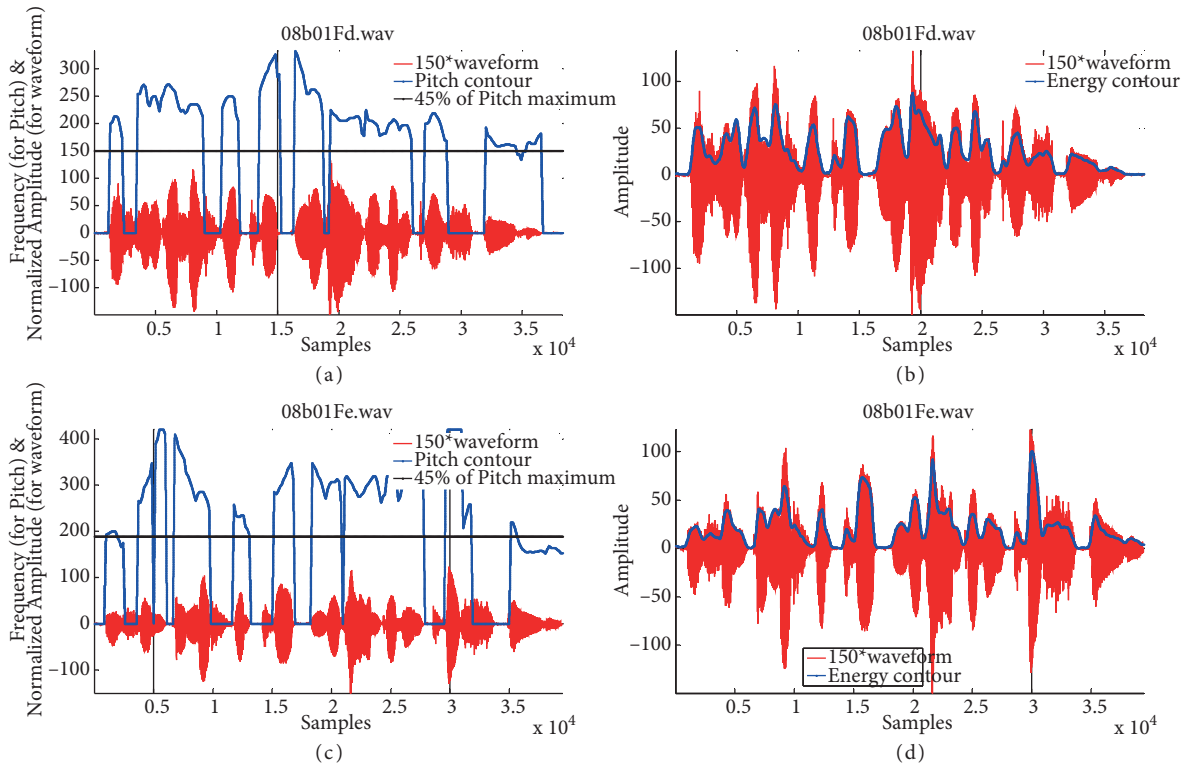 08b01Fd.wav
Frequency (for Pitch) &
Normalized Amplitude (for waveform)
300
250
200
150
100
50
0
−50
−100
150*waveform
Pitch contour
45% of Pitch maximum
0.5 1 1.5 2 2.5 3 3.5
Samples
x 10^4
(a)
08b01Fd.wav
Amplitude
100
50
0
−50
−100
150*waveform
Energy contour
0.5 1 1.5 2 2.5 3 3.5
Samples
x 10^4
(b)
08b01Fe.wav
Frequency (for Pitch) &
Normalized Amplitude (for waveform)
400
300
200
100
0
−100
150*waveform
Pitch contour
45% of Pitch maximum
0.5 1 1.5 2 2.5 3 3.5
Samples
x 10^4
(c)
08b01Fe.wav
Amplitude
100
50
0
−50
−100
150*waveform
Energy contour
0.5 1 1.5 2 2.5 3 3.5
Samples
x 10^4
(d)